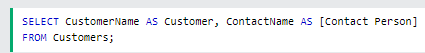 SELECT CustomerName AS Customer, ContactName AS [Contact Person]
FROM Customers;